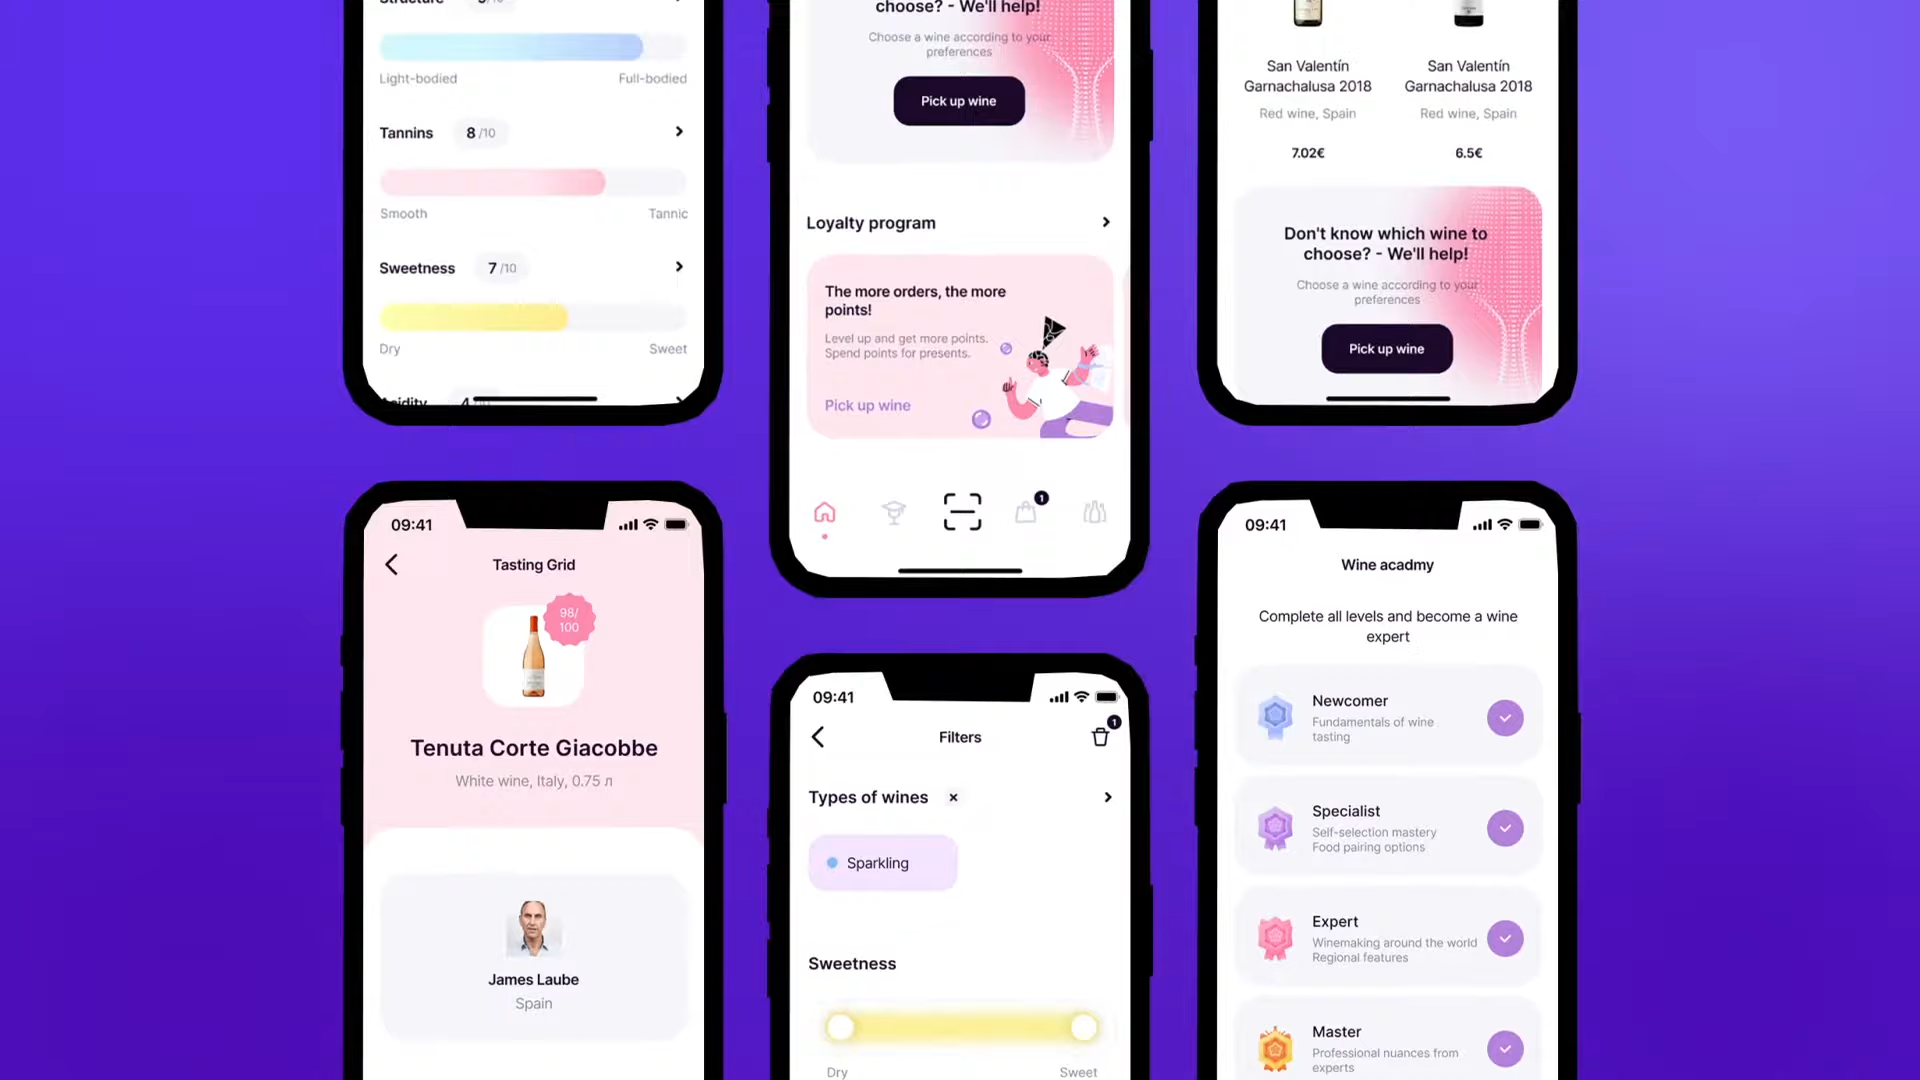 Structure
Light-bodied Full-bodied
Tannins 8 /10
Smooth Tannic
Sweetness 7 /10
Dry Sweet
Acidity 4
choose? - We'll help!
Choose a wine according to your
preferences
Pick up wine
Loyalty program
The more orders, the more
points!
Level up and get more points.
Spend points for presents.
Pick up wine
1
San Valentín
Garnachalusa 2018
Red wine, Spain
7.02€
San Valentín
Garnachalusa 2018
Red wine, Spain
6.5€
Don't know which wine to
choose? - We'll help!
Choose a wine according to your
preferences
Pick up wine
09:41
Tasting Grid
98/
100
Tenuta Corte Giacobbe
White wine, Italy, 0.75 л
James Laube
Spain
09:41
Filters
1
Types of wines
Sparkling
Sweetness
Dry Sweet
09:41
Wine acadmy
Complete all levels and become a wine
expert
Newcomer
Fundamentals of wine
tasting
Specialist
Self-selection mastery
Food pairing options
Expert
Winemaking around the world
Regional features
Master
Professional nuances from
experts